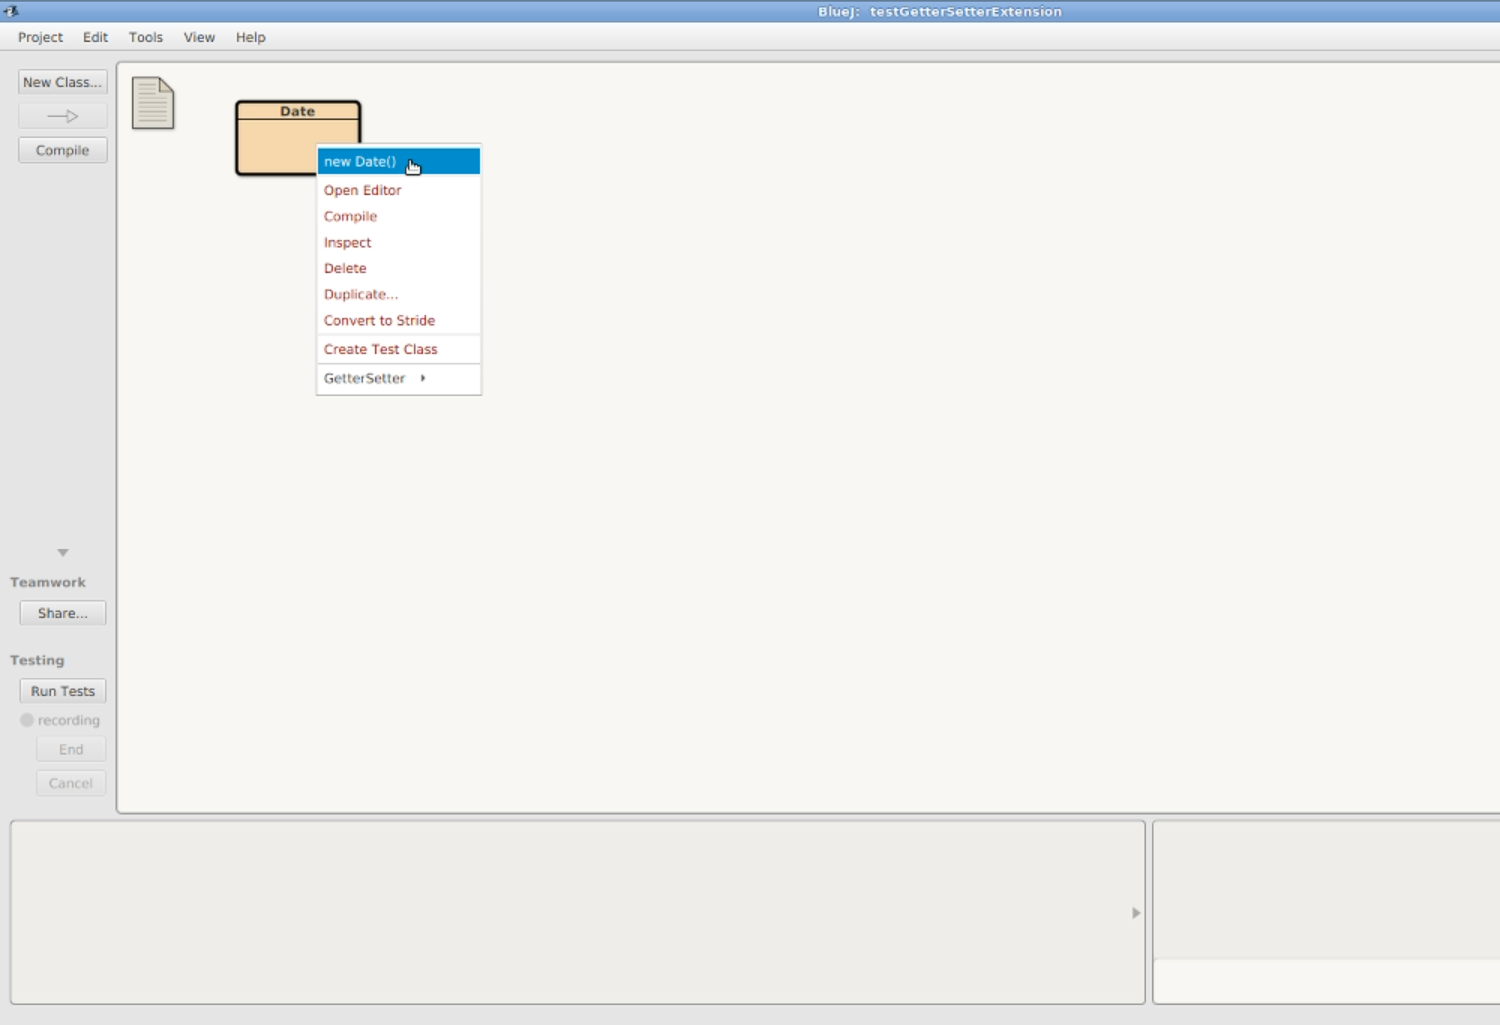 BlueJ: testGetterSetterExtension
Project Edit Tools View Help
New Class...
Compile
Date
new Date()
Open Editor
Compile
Inspect
Delete
Duplicate...
Convert to Stride
Create Test Class
GetterSetter
Teamwork
Share...
Testing
Run Tests
recording
End
Cancel